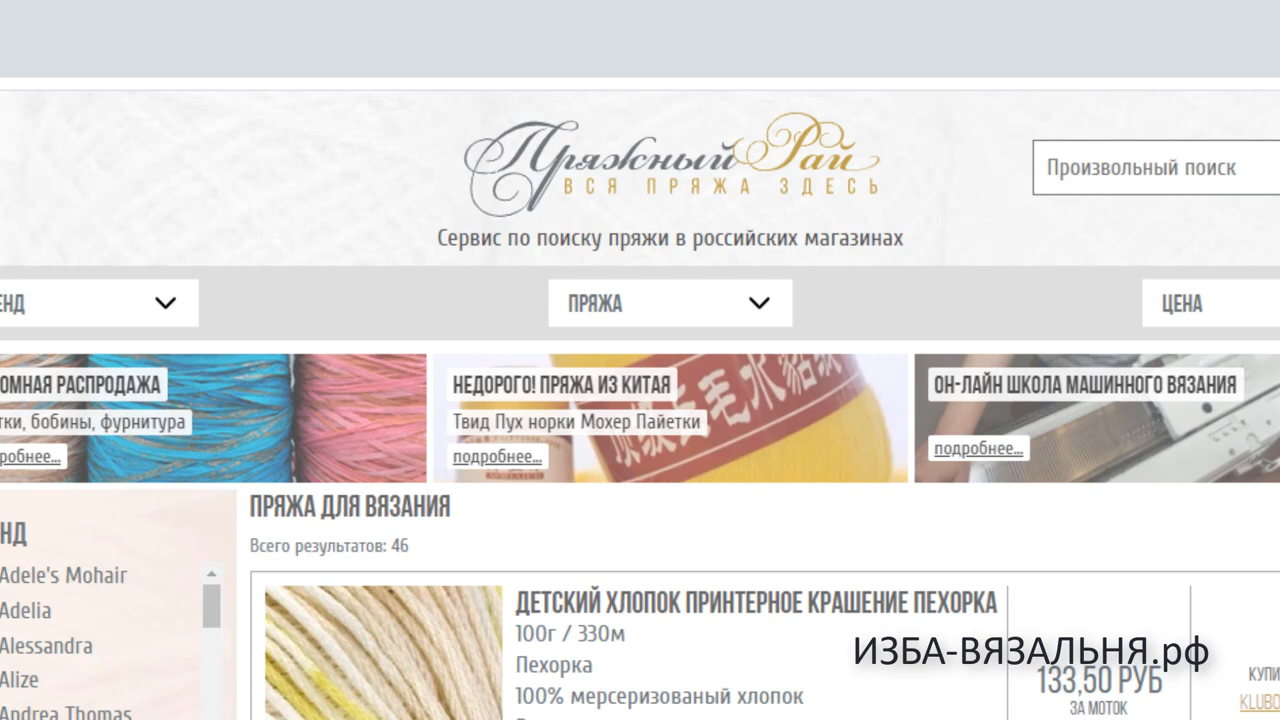 Пряжный Рай
ВСЯ ПРЯЖА ЗДЕСЬ
Произвольный поиск
Сервис по поиску пряжи в российских магазинах
ЕНД
ПРЯЖА
ЦЕНА
ОМНАЯ РАСПРОДАЖА
тки, бобины, фурнитура
робнее...
НЕДОРОГО! ПРЯЖА ИЗ КИТАЯ
Твид Пух норки Мохер Пайетки
подробнее...
ОН-ЛАЙН ШКОЛА МАШИННОГО ВЯЗАНИЯ
подробнее...
НД
Adele's Mohair
Adelia
Alessandra
Alize
Andrea Thomas
ПРЯЖА ДЛЯ ВЯЗАНИЯ
Всего результатов: 46
ДЕТСКИЙ ХЛОПОК ПРИНТЕРНОЕ КРАШЕНИЕ ПЕХОРКА
100г / 330м
Пехорка
100% мерсеризованый хлопок
133,50 РУБ
ЗА МОТОК
КУПИ
KLUBO
ИЗБА-ВЯЗАЛЬНЯ.рф